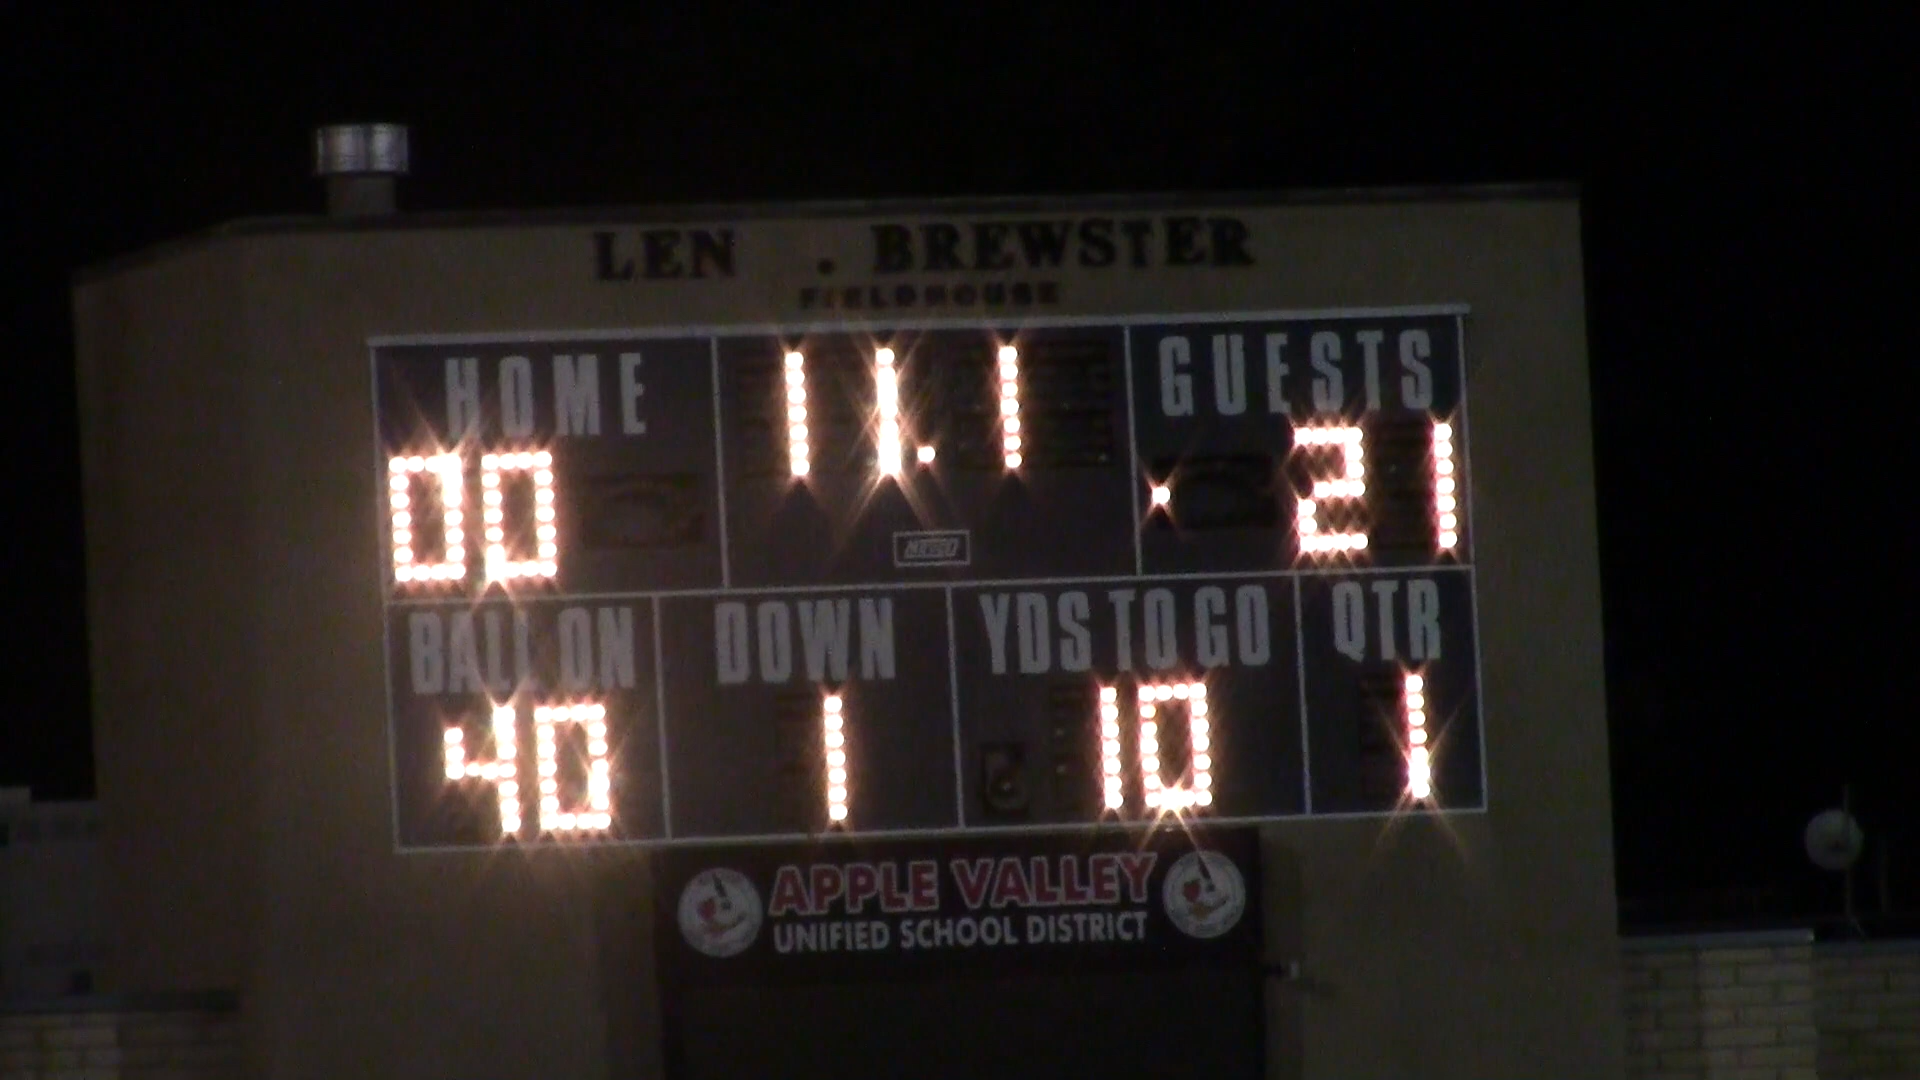 LEN . BREWSTER
FIELDHOUSE
HOME
11.1
GUESTS
00
21
NEVCO
BALL ON
DOWN
YDS TO GO
QTR
40
1
10
1
APPLE VALLEY
UNIFIED SCHOOL DISTRICT